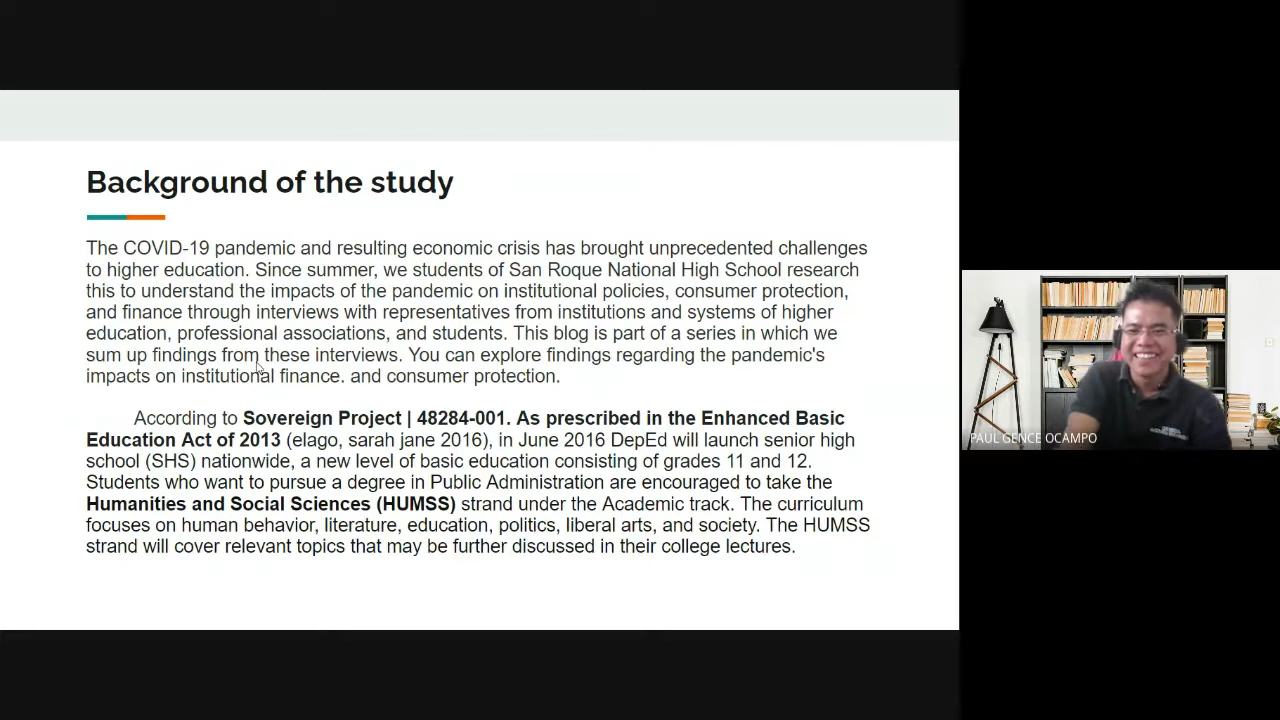 Background of the study
The COVID-19 pandemic and resulting economic crisis has brought unprecedented challenges
to higher education. Since summer, we students of San Roque National High School research
this to understand the impacts of the pandemic on institutional policies, consumer protection,
and finance through interviews with representatives from institutions and systems of higher
education, professional associations, and students. This blog is part of a series in which we
sum up findings from these interviews. You can explore findings regarding the pandemic's
impacts on institutional finance. and consumer protection.
According to Sovereign Project | 48284-001. As prescribed in the Enhanced Basic
Education Act of 2013 (elago, sarah jane 2016), in June 2016 DepEd will launch senior high
school (SHS) nationwide, a new level of basic education consisting of grades 11 and 12.
Students who want to pursue a degree in Public Administration are encouraged to take the
Humanities and Social Sciences (HUMSS) strand under the Academic track. The curriculum
focuses on human behavior, literature, education, politics, liberal arts, and society. The HUMSS
strand will cover relevant topics that may be further discussed in their college lectures.
PAUL GENCE OCAMPO